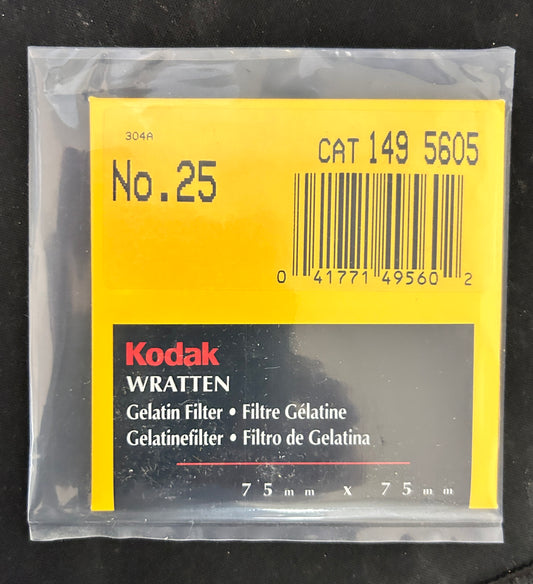 304A
CAT 149 5605
No.25
0 41771 49560 2
Kodak
WRATTEN
Gelatin Filter • Filtre Gélatine
Gelatinefilter • Filtro de Gelatina
75mm x 75mm